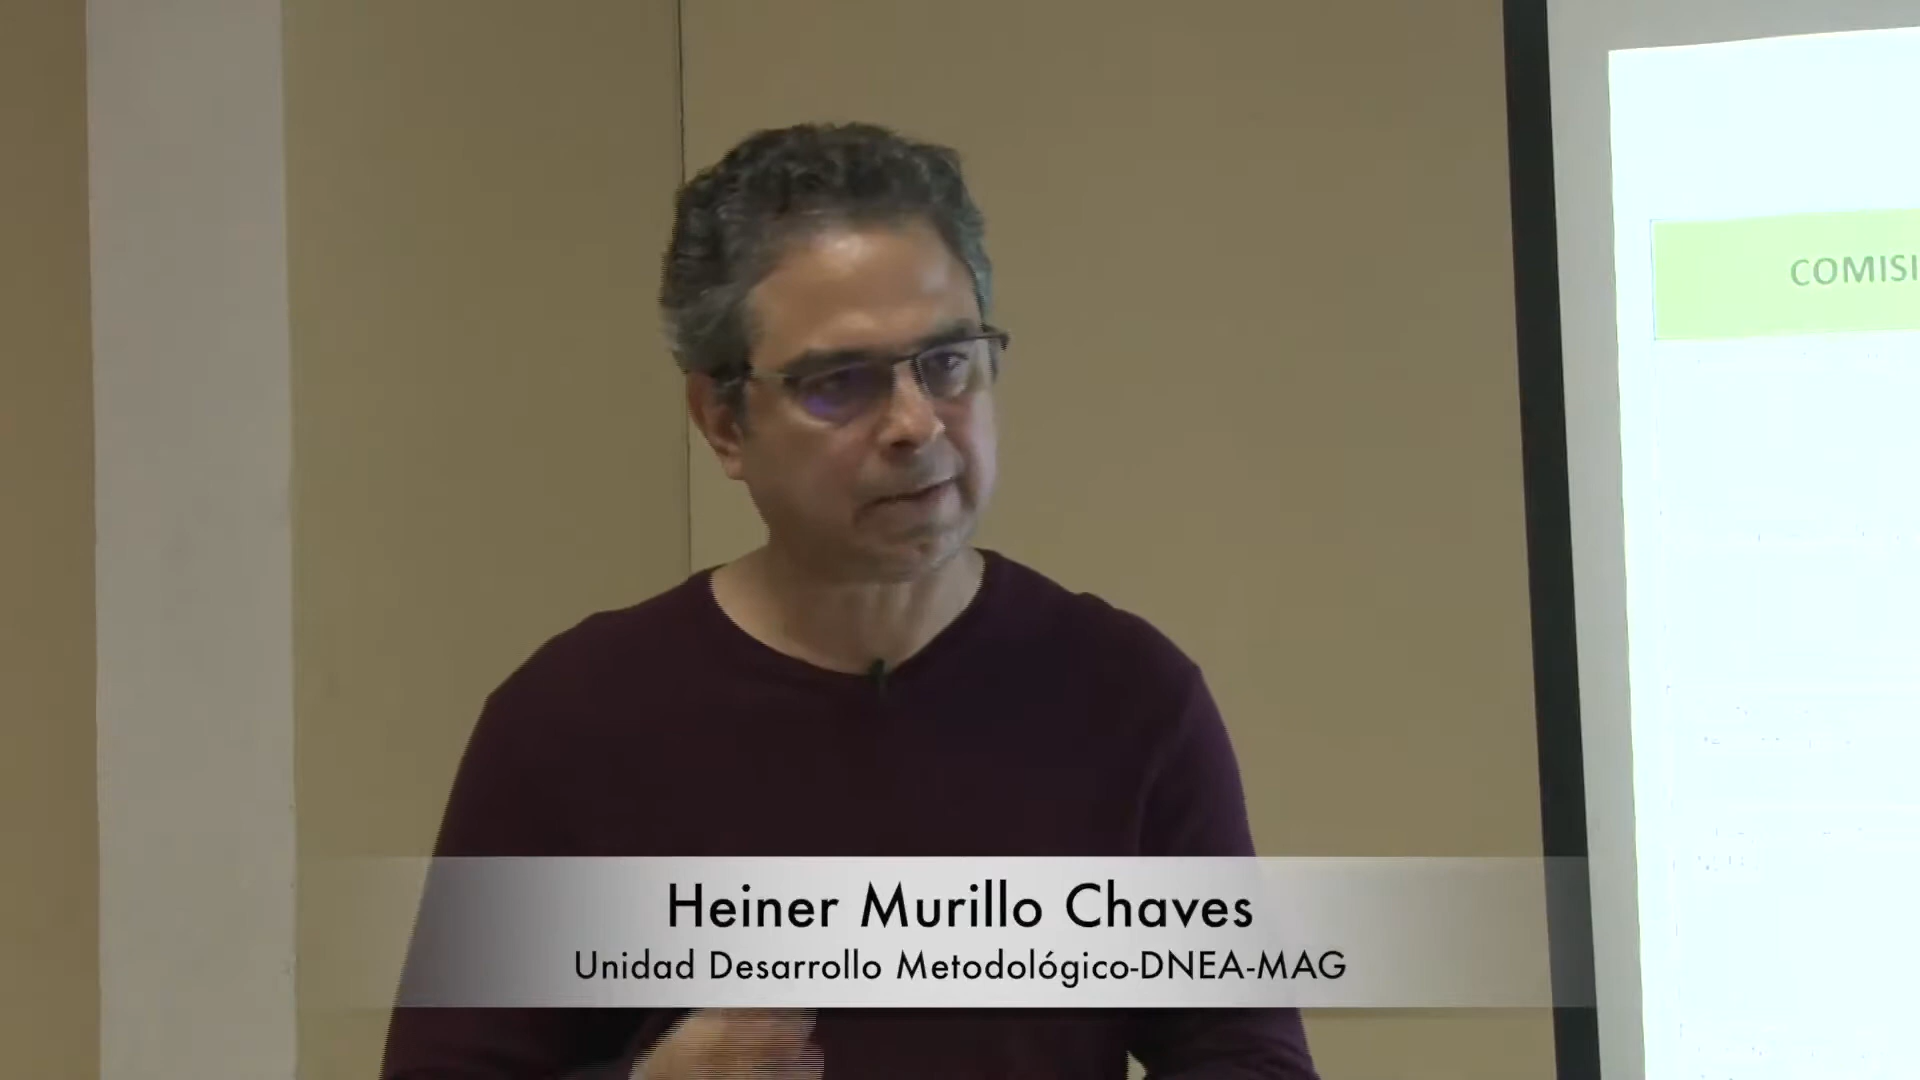 COMISI
Heiner Murillo Chaves
Unidad Desarrollo Metodológico-DNEA-MAG